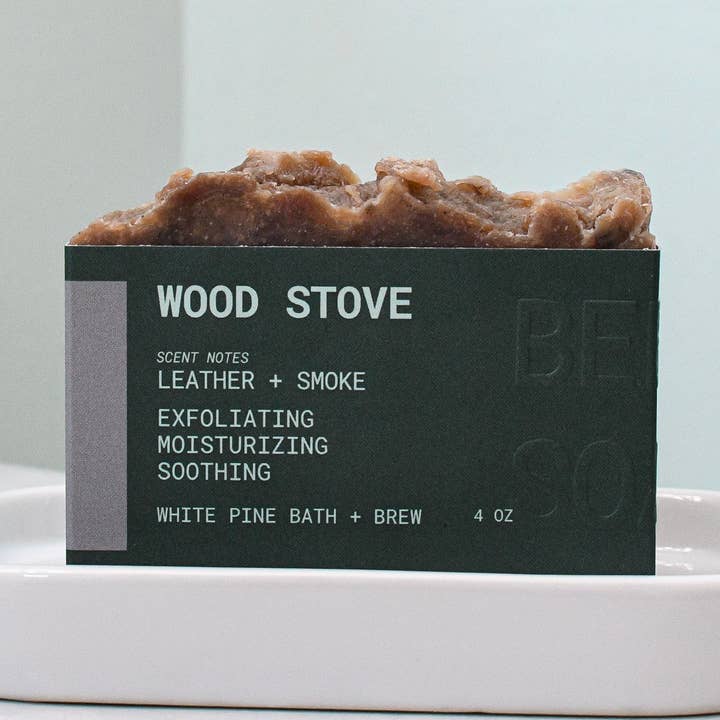 WOOD STOVE
SCENT NOTES
LEATHER + SMOKE
EXFOLIATING
MOISTURIZING
SOOTHING
WHITE PINE BATH + BREW
4 OZ